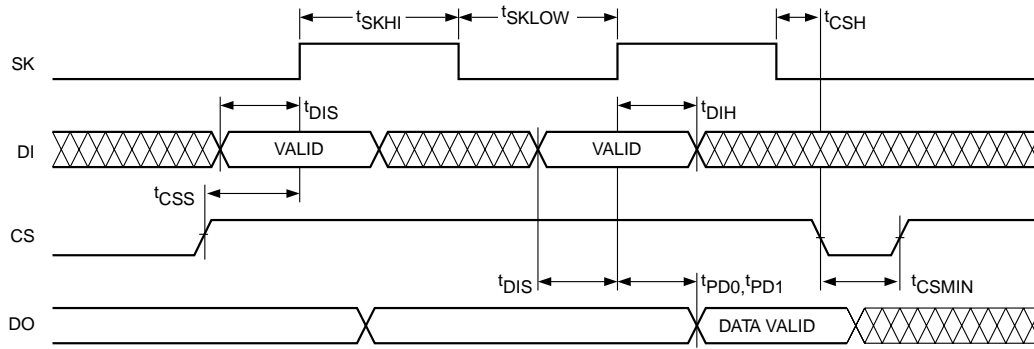 tSKHI
tSKLOW
tCSH
SK
tDIS
tDIH
DI
VALID
VALID
tCSS
CS
tDIS
tPD0,tPD1
tCSMIN
DO
DATA VALID